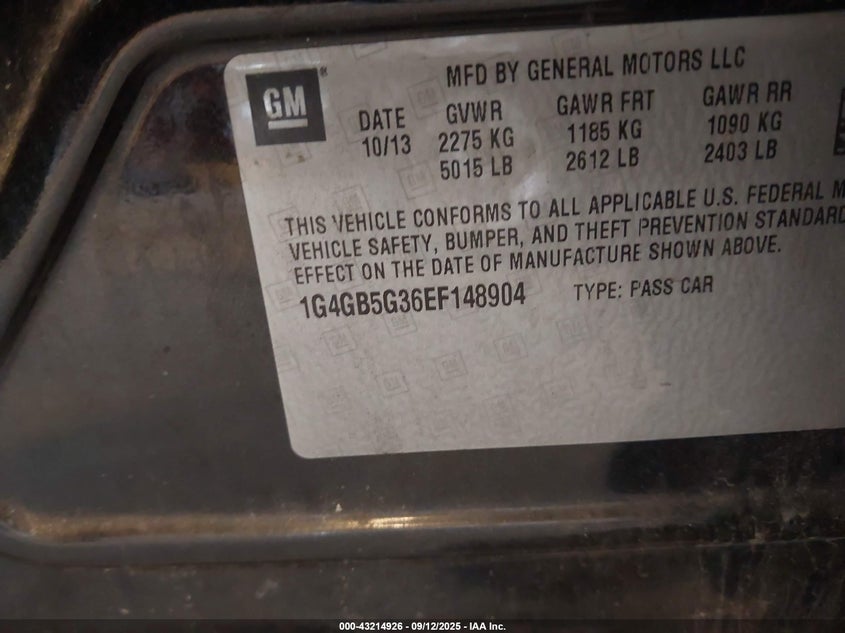 GM
MFD BY GENERAL MOTORS LLC
DATE GVWR GAWR FRT GAWR RR
10/13 2275 KG 1185 KG 1090 KG
5015 LB 2612 LB 2403 LB
THIS VEHICLE CONFORMS TO ALL APPLICABLE U.S. FEDERAL M
VEHICLE SAFETY, BUMPER, AND THEFT PREVENTION STANDARD
EFFECT ON THE DATE OF MANUFACTURE SHOWN ABOVE.
1G4GB5G36EF148904 TYPE: PASS CAR
000-43214926 - 09/12/2025 - IAA Inc.